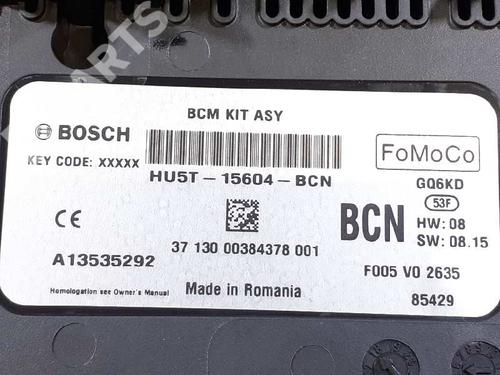 PARTS
BCM KIT ASY
BOSCH
FoMoCo
KEY CODE: XXXXX
HU5T-15604-BCN
GQ6KD
53F
CE
BCN
HW: 08
SW: 08.15
37 130 00384378 001
A13535292
F005 V0 2635
Homologation see Owner's Manual
Made in Romania
85429